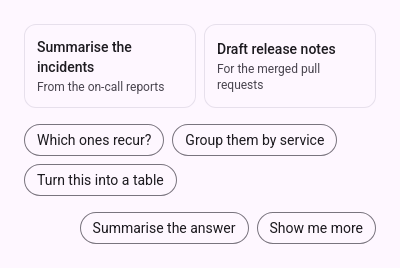 Summarise the
incidents
From the on-call reports
Draft release notes
For the merged pull
requests
Which ones recur?
Group them by service
Turn this into a table
Summarise the answer
Show me more